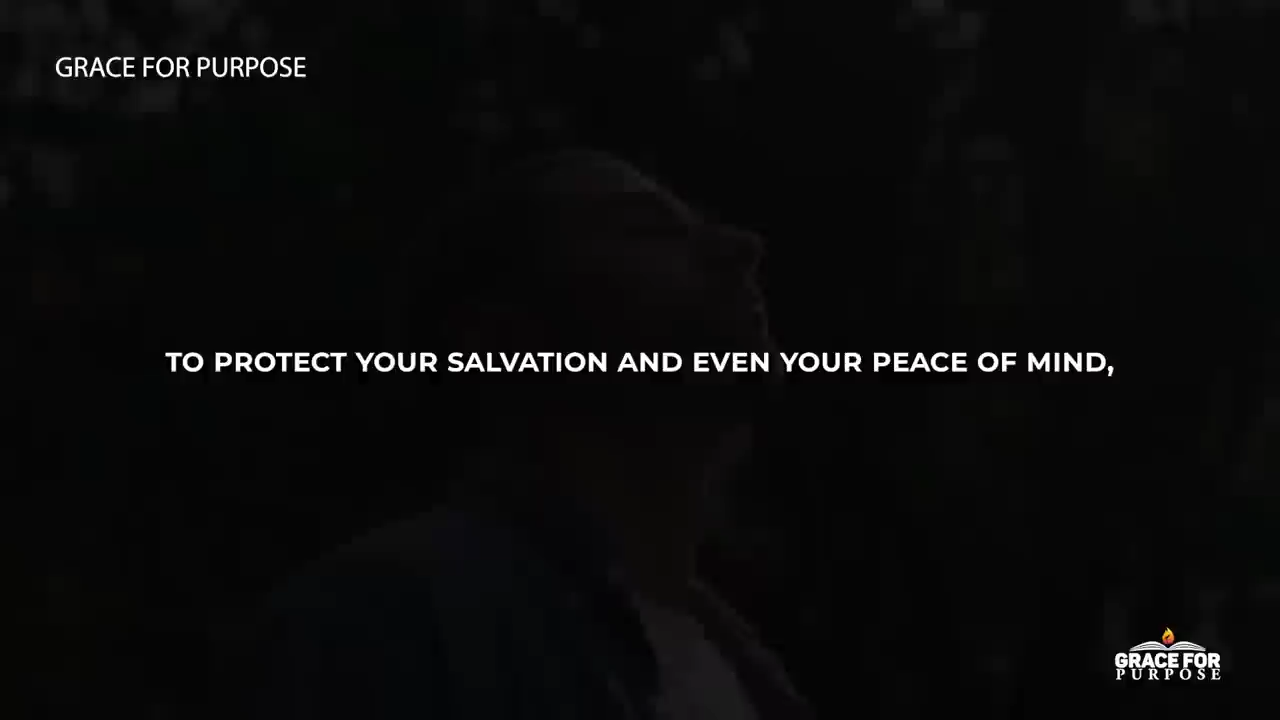 GRACE FOR PURPOSE
TO PROTECT YOUR SALVATION AND EVEN YOUR PEACE OF MIND,
GRACE FOR
PURPOSE